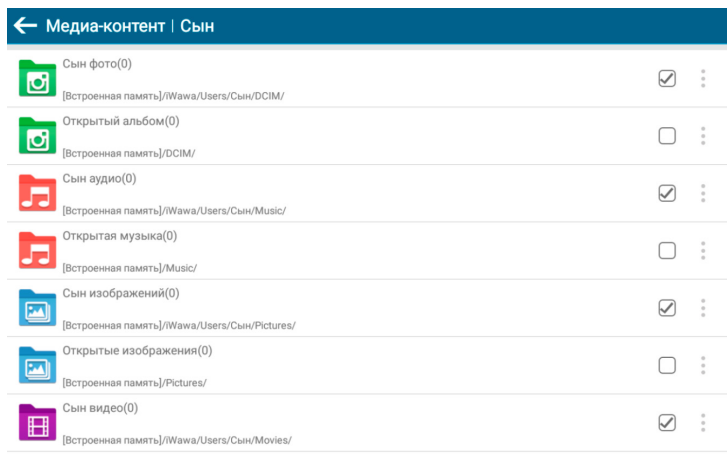 Медиа-контент | Сын
Сын фото(0)
[Встроенная память]/iWawa/Users/Сын/DCIM/
Открытый альбом(0)
[Встроенная память]/DCIM/
Сын аудио(0)
[Встроенная память]/iWawa/Users/Сын/Music/
Открытая музыка(0)
[Встроенная память]/Music/
Сын изображений(0)
[Встроенная память]/iWawa/Users/Сын/Pictures/
Открытые изображения(0)
[Встроенная память]/Pictures/
Сын видео(0)
[Встроенная память]/iWawa/Users/Сын/Movies/